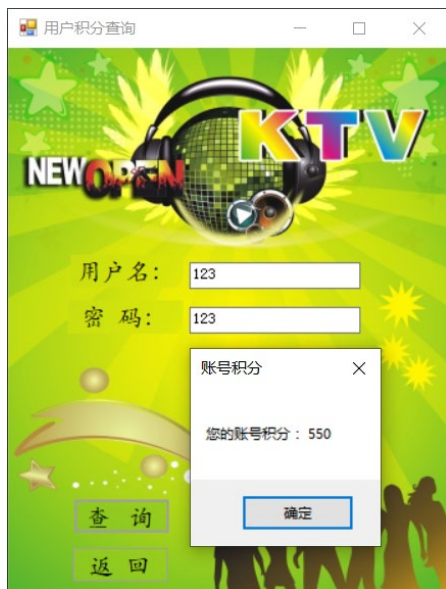 用户积分查询
KTV
NEW OPEN
用户名: 123
密 码: 123
账号积分
您的账号积分: 550
确定
查 询
返 回